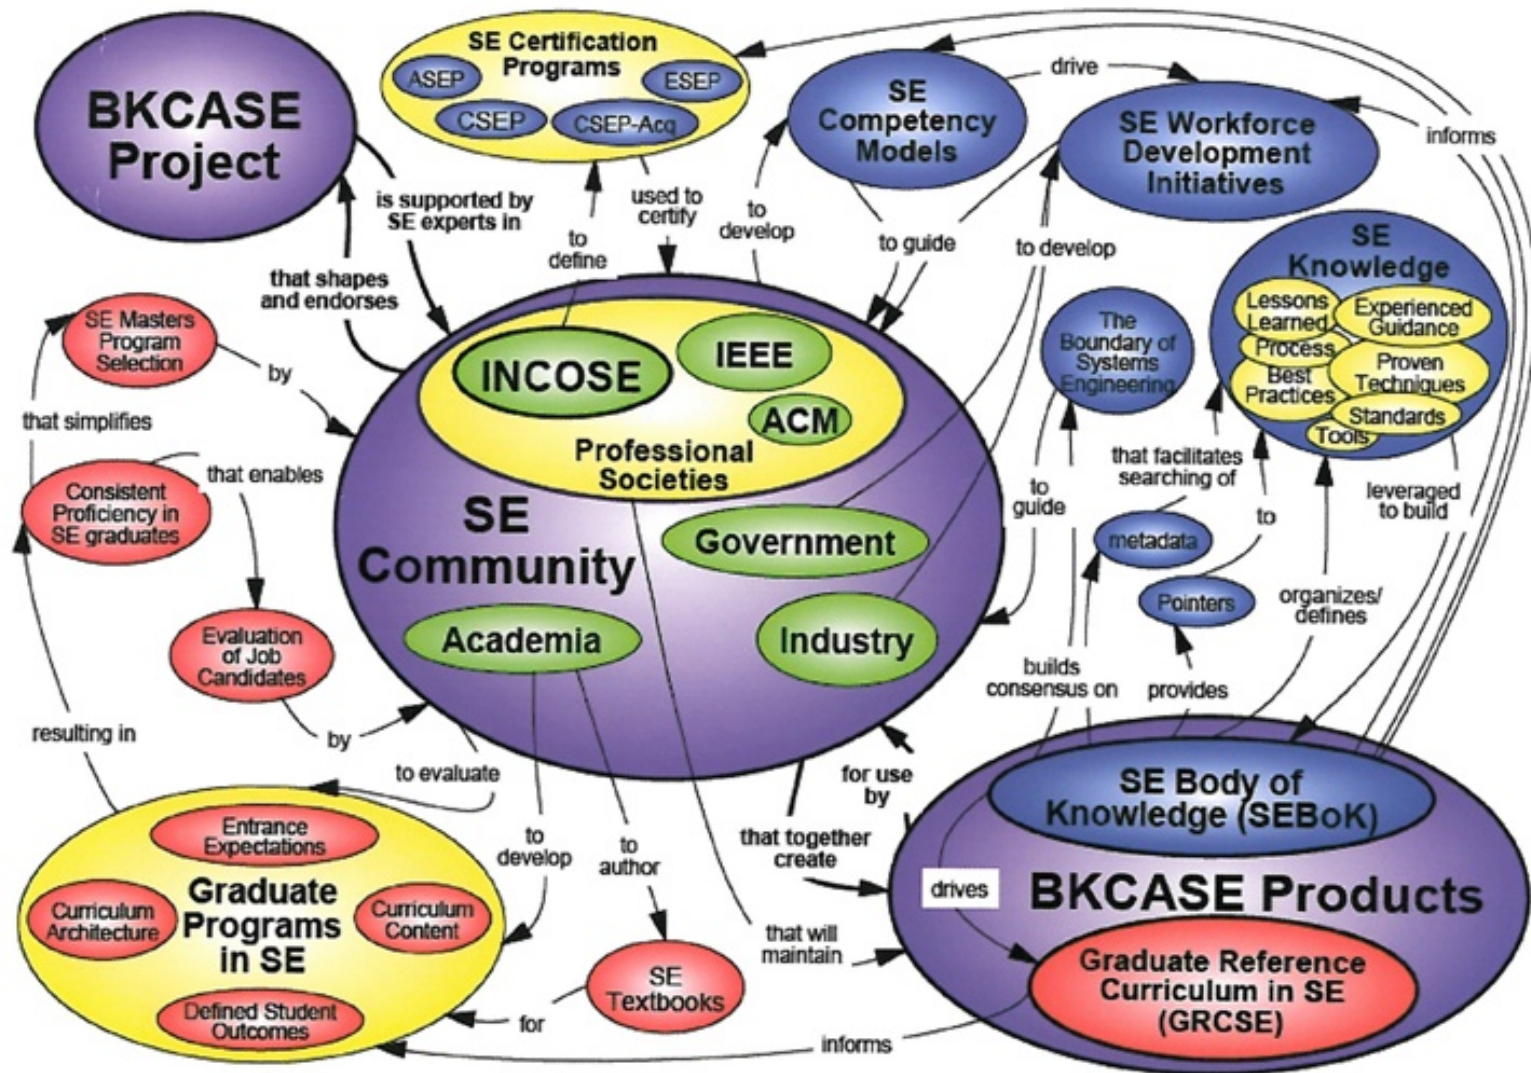 BKCASE
Project
SE Certification
Programs
ASEP
ESEP
CSEP
CSEP-Acq
SE
Competency
Models
drive
SE Workforce
Development
Initiatives
informs
is supported by
SE experts in
that shapes
and endorses
to
define
used to
certify
to
develop
to guide
to develop
SE
Knowledge
Lessons
Learned
Experienced
Guidance
Process
Proven
Techniques
Best
Practices
Standards
Tools
The
Boundary of
Systems
Engineering
SE Masters
Program
Selection
by
that simplifies
Consistent
Proficiency in
SE graduates
that enables
Evaluation
of Job
Candidates
by
resulting in
INCOSE
IEEE
ACM
Professional
Societies
SE
Community
Government
Academia
Industry
to
guide
that facilitates
searching of
metadata
to
Pointers
leveraged
to build
organizes/
defines
builds
consensus on
provides
to evaluate
to
develop
to
author
for use
by
that together
create
that will
maintain
Entrance
Expectations
Graduate
Programs
in SE
Curriculum
Architecture
Curriculum
Content
Defined Student
Outcomes
SE
Textbooks
for
informs
SE Body of
Knowledge (SEBoK)
drives
BKCASE Products
Graduate Reference
Curriculum in SE
(GRCSE)